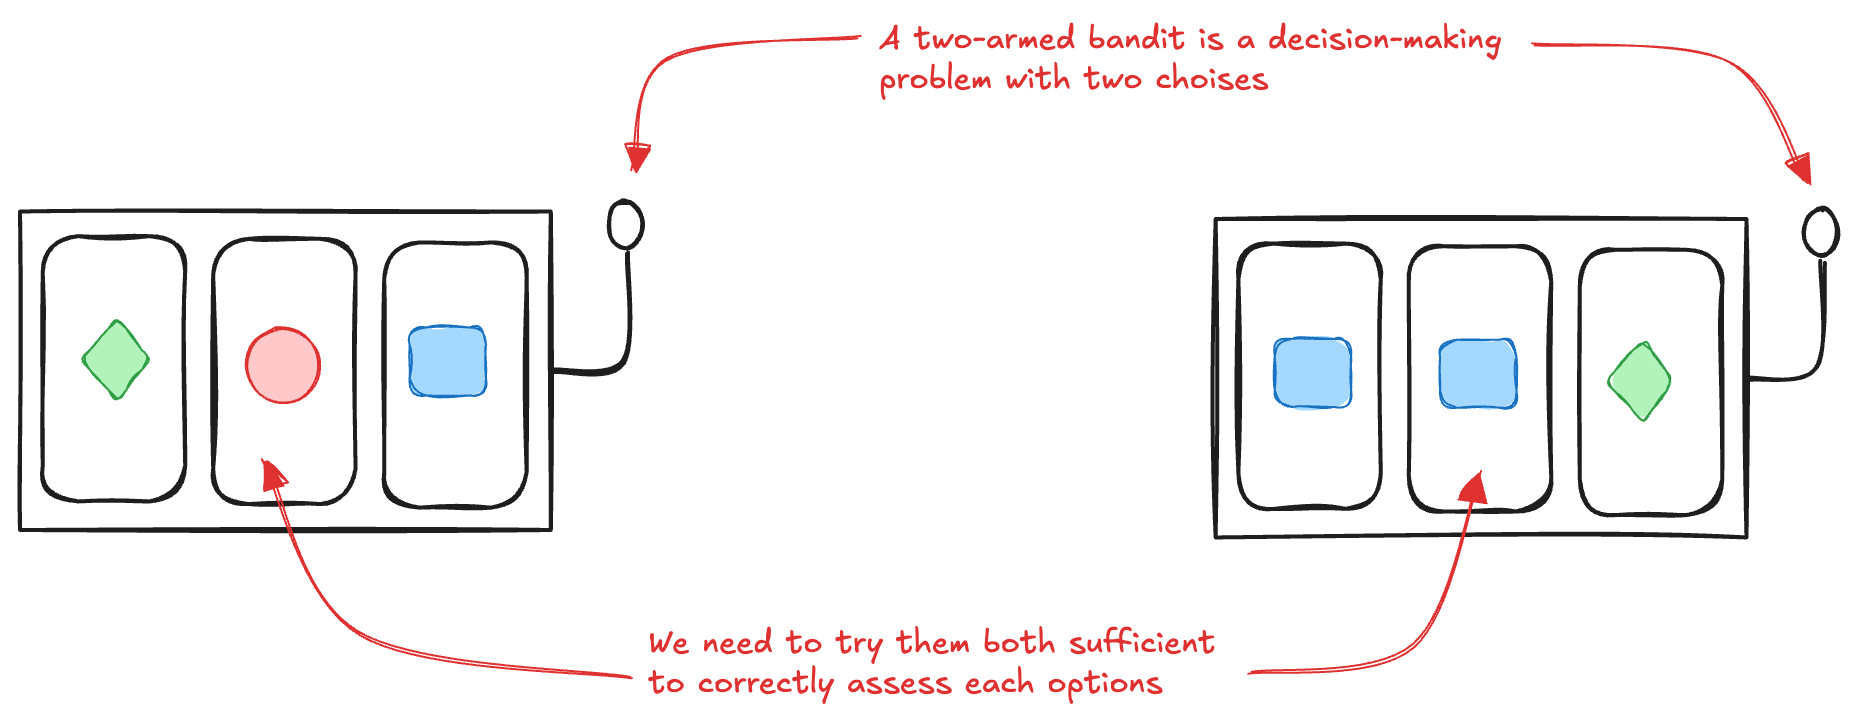 A two-armed bandit is a decision-making
problem with two choises
We need to try them both sufficient
to correctly assess each options